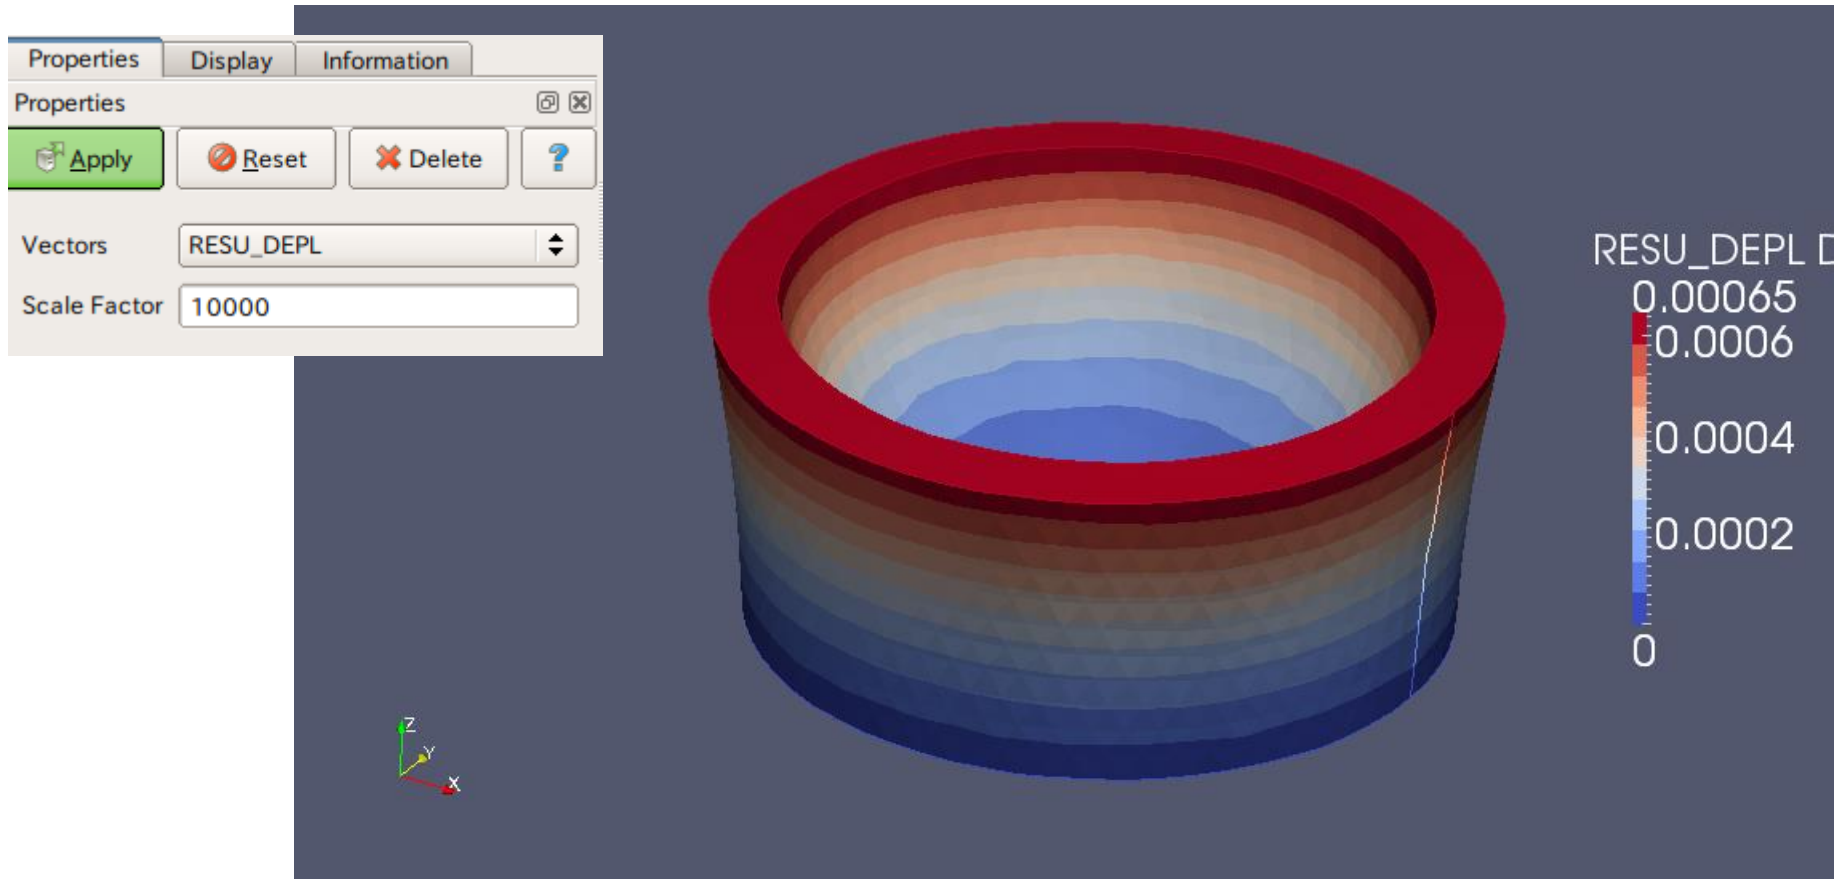 Properties Display Information
Properties
Apply Reset Delete ?
Vectors RESU_DEPL
Scale Factor 10000
RESU_DEPL D
0.00065
0.0006
0.0004
0.0002
0
Z
Y
X